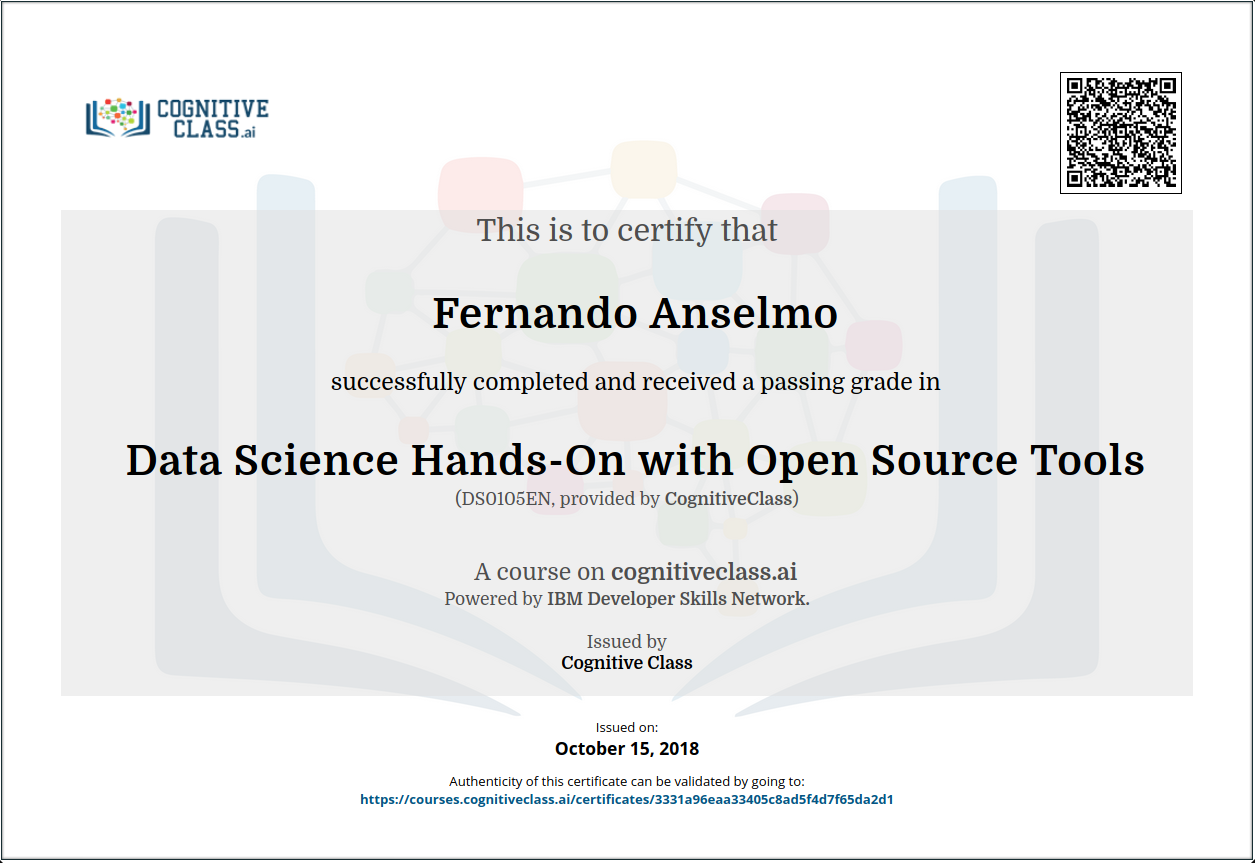 COGNITIVE
CLASS.ai
This is to certify that
Fernando Anselmo
successfully completed and received a passing grade in
Data Science Hands-On with Open Source Tools
(DS0105EN, provided by CognitiveClass)
A course on cognitiveclass.ai
Powered by IBM Developer Skills Network.
Issued by
Cognitive Class
Issued on:
October 15, 2018
Authenticity of this certificate can be validated by going to:
https://courses.cognitiveclass.ai/certificates/3331a96eaa33405c8ad5f4d7f65da2d1